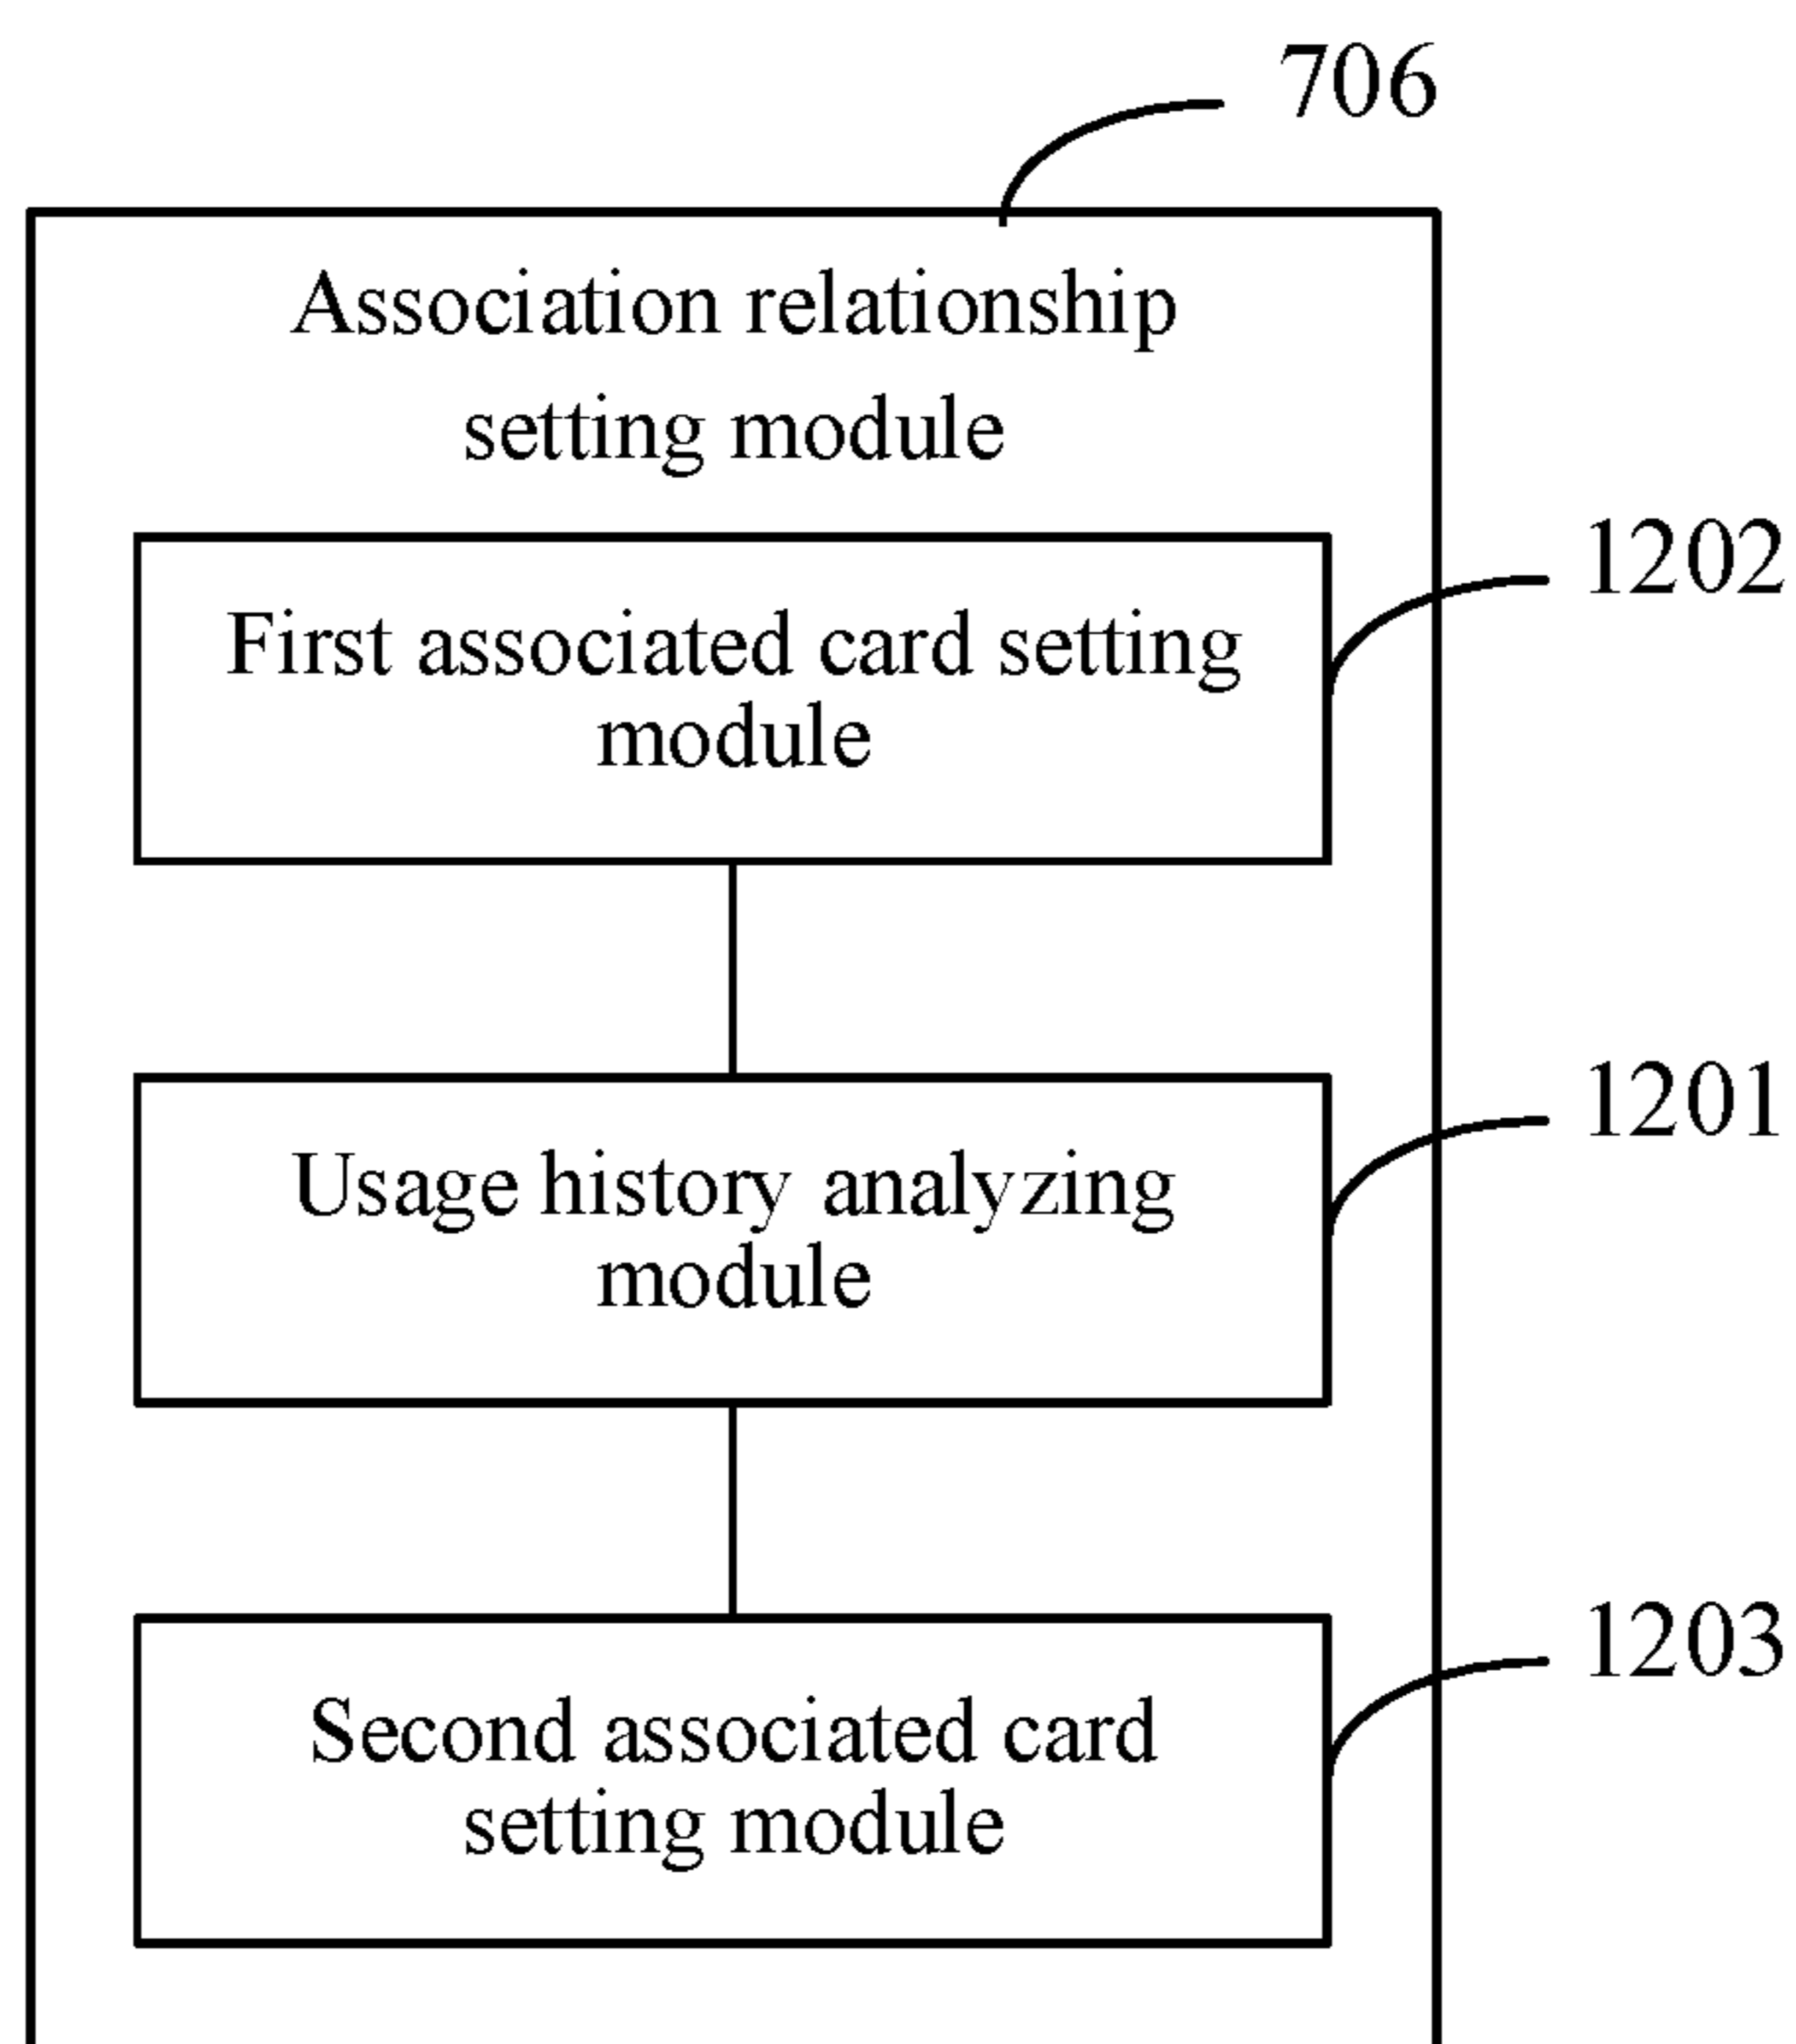 706
Association relationship
setting module
1202
First associated card setting
module
1201
Usage history analyzing
module
1203
Second associated card
setting module